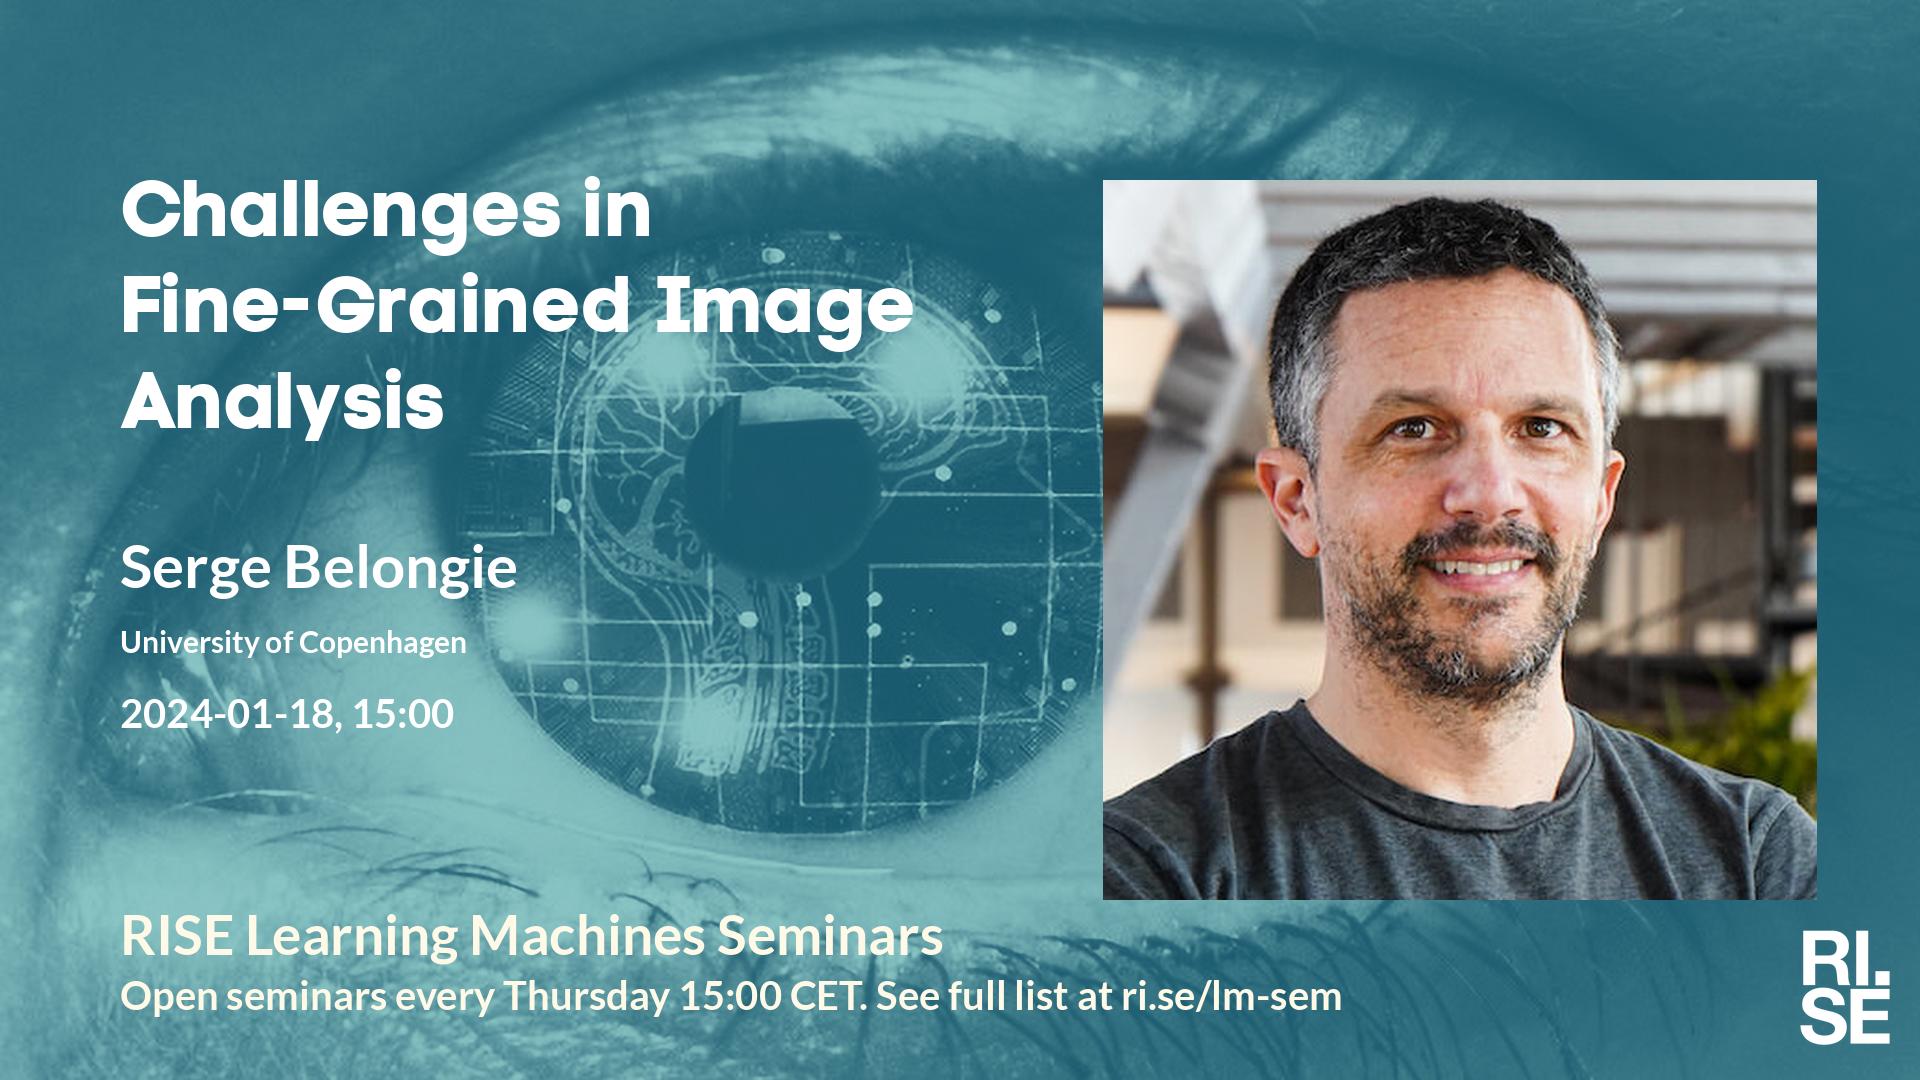 Challenges in
Fine-Grained Image
Analysis
Serge Belongie
University of Copenhagen
2024-01-18, 15:00
RISE Learning Machines Seminars
Open seminars every Thursday 15:00 CET. See full list at ri.se/lm-sem
RI.
SE